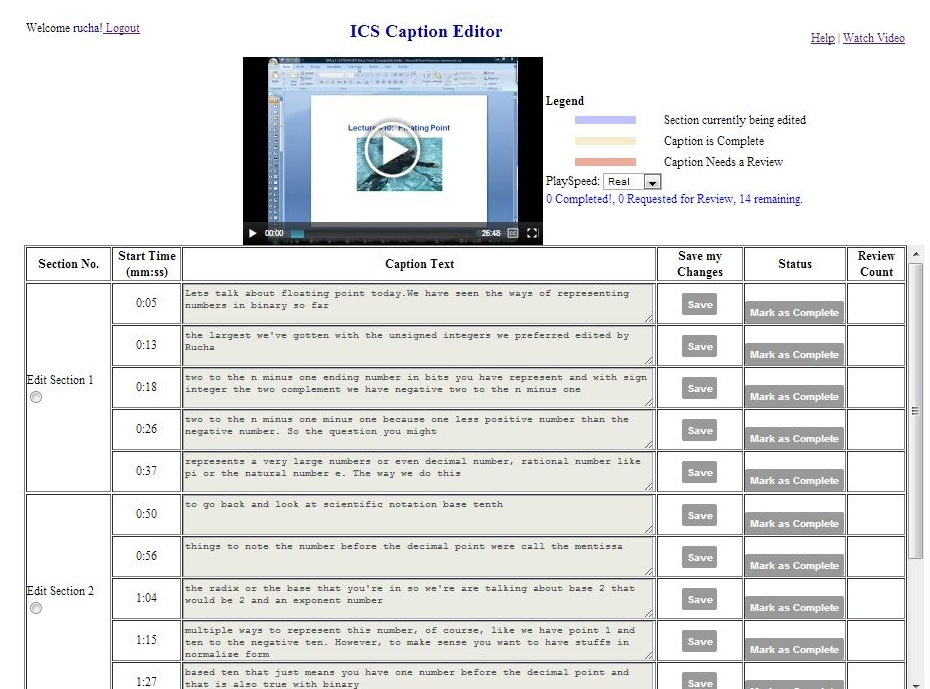 Welcome rucha! Logout
ICS Caption Editor
Help | Watch Video
Lecture #10: Floating Point
00:00
26:48
Legend
Section currently being edited
Caption is Complete
Caption Needs a Review
PlaySpeed: Real
0 Completed!, 0 Requested for Review, 14 remaining.
Section No.
Start Time
(mm:ss)
Caption Text
Save my
Changes
Status
Review
Count
Edit Section 1
0:05
Lets talk about floating point today.We have seen the ways of representing
numbers in binary so far
Save
Mark as Complete
0:13
the largest we've gotten with the unsigned integers we preferred edited by
Rucha
Save
Mark as Complete
0:18
two to the n minus one ending number in bits you have represent and with sign
integer the two complement we have negative two to the n minus one
Save
Mark as Complete
0:26
two to the n minus one minus one because one less positive number than the
negative number. So the question you might
Save
Mark as Complete
0:37
represents a very large numbers or even decimal number, rational number like
pi or the natural number e. The way we do this
Save
Mark as Complete
Edit Section 2
0:50
to go back and look at scientific notation base tenth
Save
Mark as Complete
0:56
things to note the number before the decimal point were call the mentissa
Save
Mark as Complete
1:04
the radix or the base that you're in so we're are talking about base 2 that
would be 2 and an exponent number
Save
Mark as Complete
1:15
multiple ways to represent this number, of course, like we have point 1 and
ten to the negative ten. However, to make sense you want to have stuffs in
normalize form
Save
Mark as Complete
1:27
based ten that just means you have one number before the decimal point and
that is also true with binary
Save